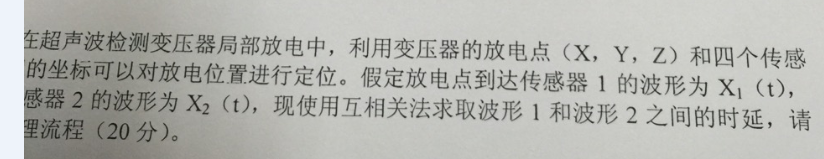 在超声波检测变压器局部放电中，利用变压器的放电点（X，Y，Z）和四个传感
的坐标可以对放电位置进行定位。假定放电点到达传感器 1 的波形为 X₁（t），
感器 2 的波形为 X₂（t），现使用互相关法求取波形 1 和波形 2 之间的时延，请
理流程（20 分）。